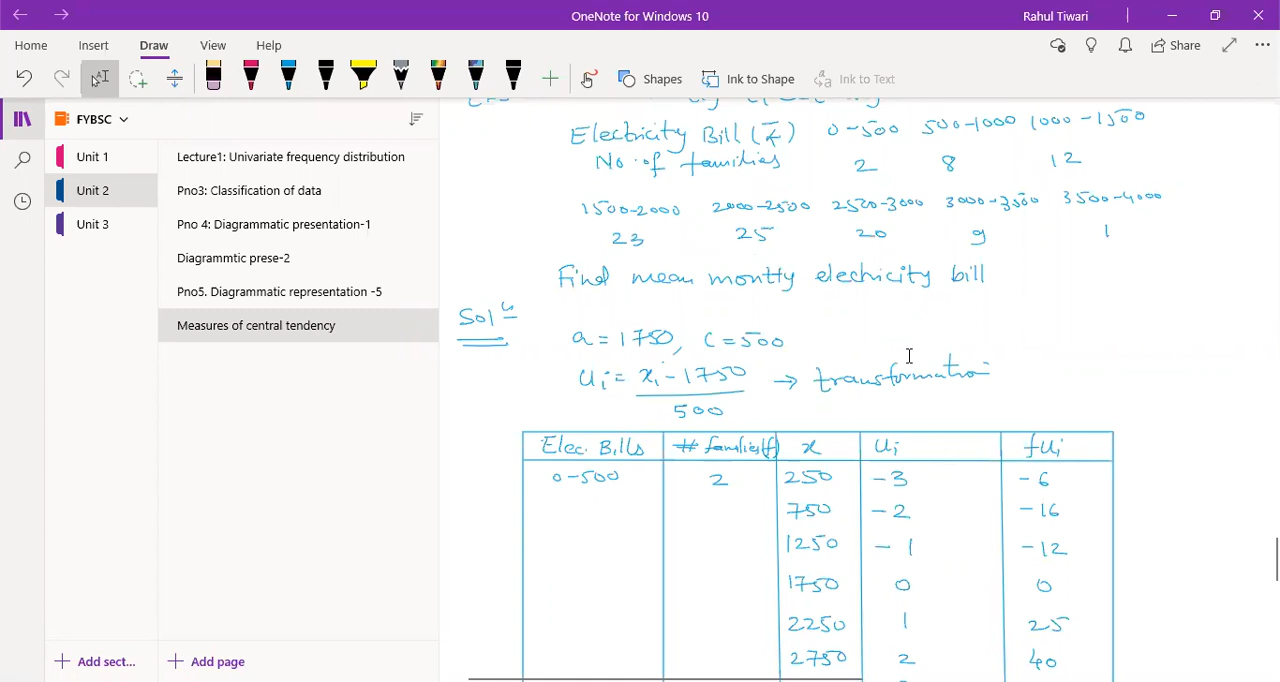 OneNote for Windows 10
Rahul Tiwari
Home Insert Draw View Help
Share
Shapes
Ink to Shape
Ink to Text
FYBSC
Unit 1
Unit 2
Unit 3
Add sect...
Lecture1: Univariate frequency distribution
Pno3: Classification of data
Pno 4: Diagrammatic presentation-1
Diagrammtic prese-2
Pno5. Diagrammatic representation -5
Measures of central tendency
Add page
Electricity Bill (₹) 0-500 500-1000 1000-1500
No. of families 2 8 12
1500-2000 2000-2500 2500-3000 3000-3500 3500-4000
23 25 20 9 1
Find mean montly electricity bill
Solⁿ
a = 1750, c = 500
ui = xi - 1750 → transformation
500
Elec. Bills # families(f) x ui fui
0-500 2 250 -3 -6
750 -2 -16
1250 -1 -12
1750 0 0
2250 1 25
2750 2 40